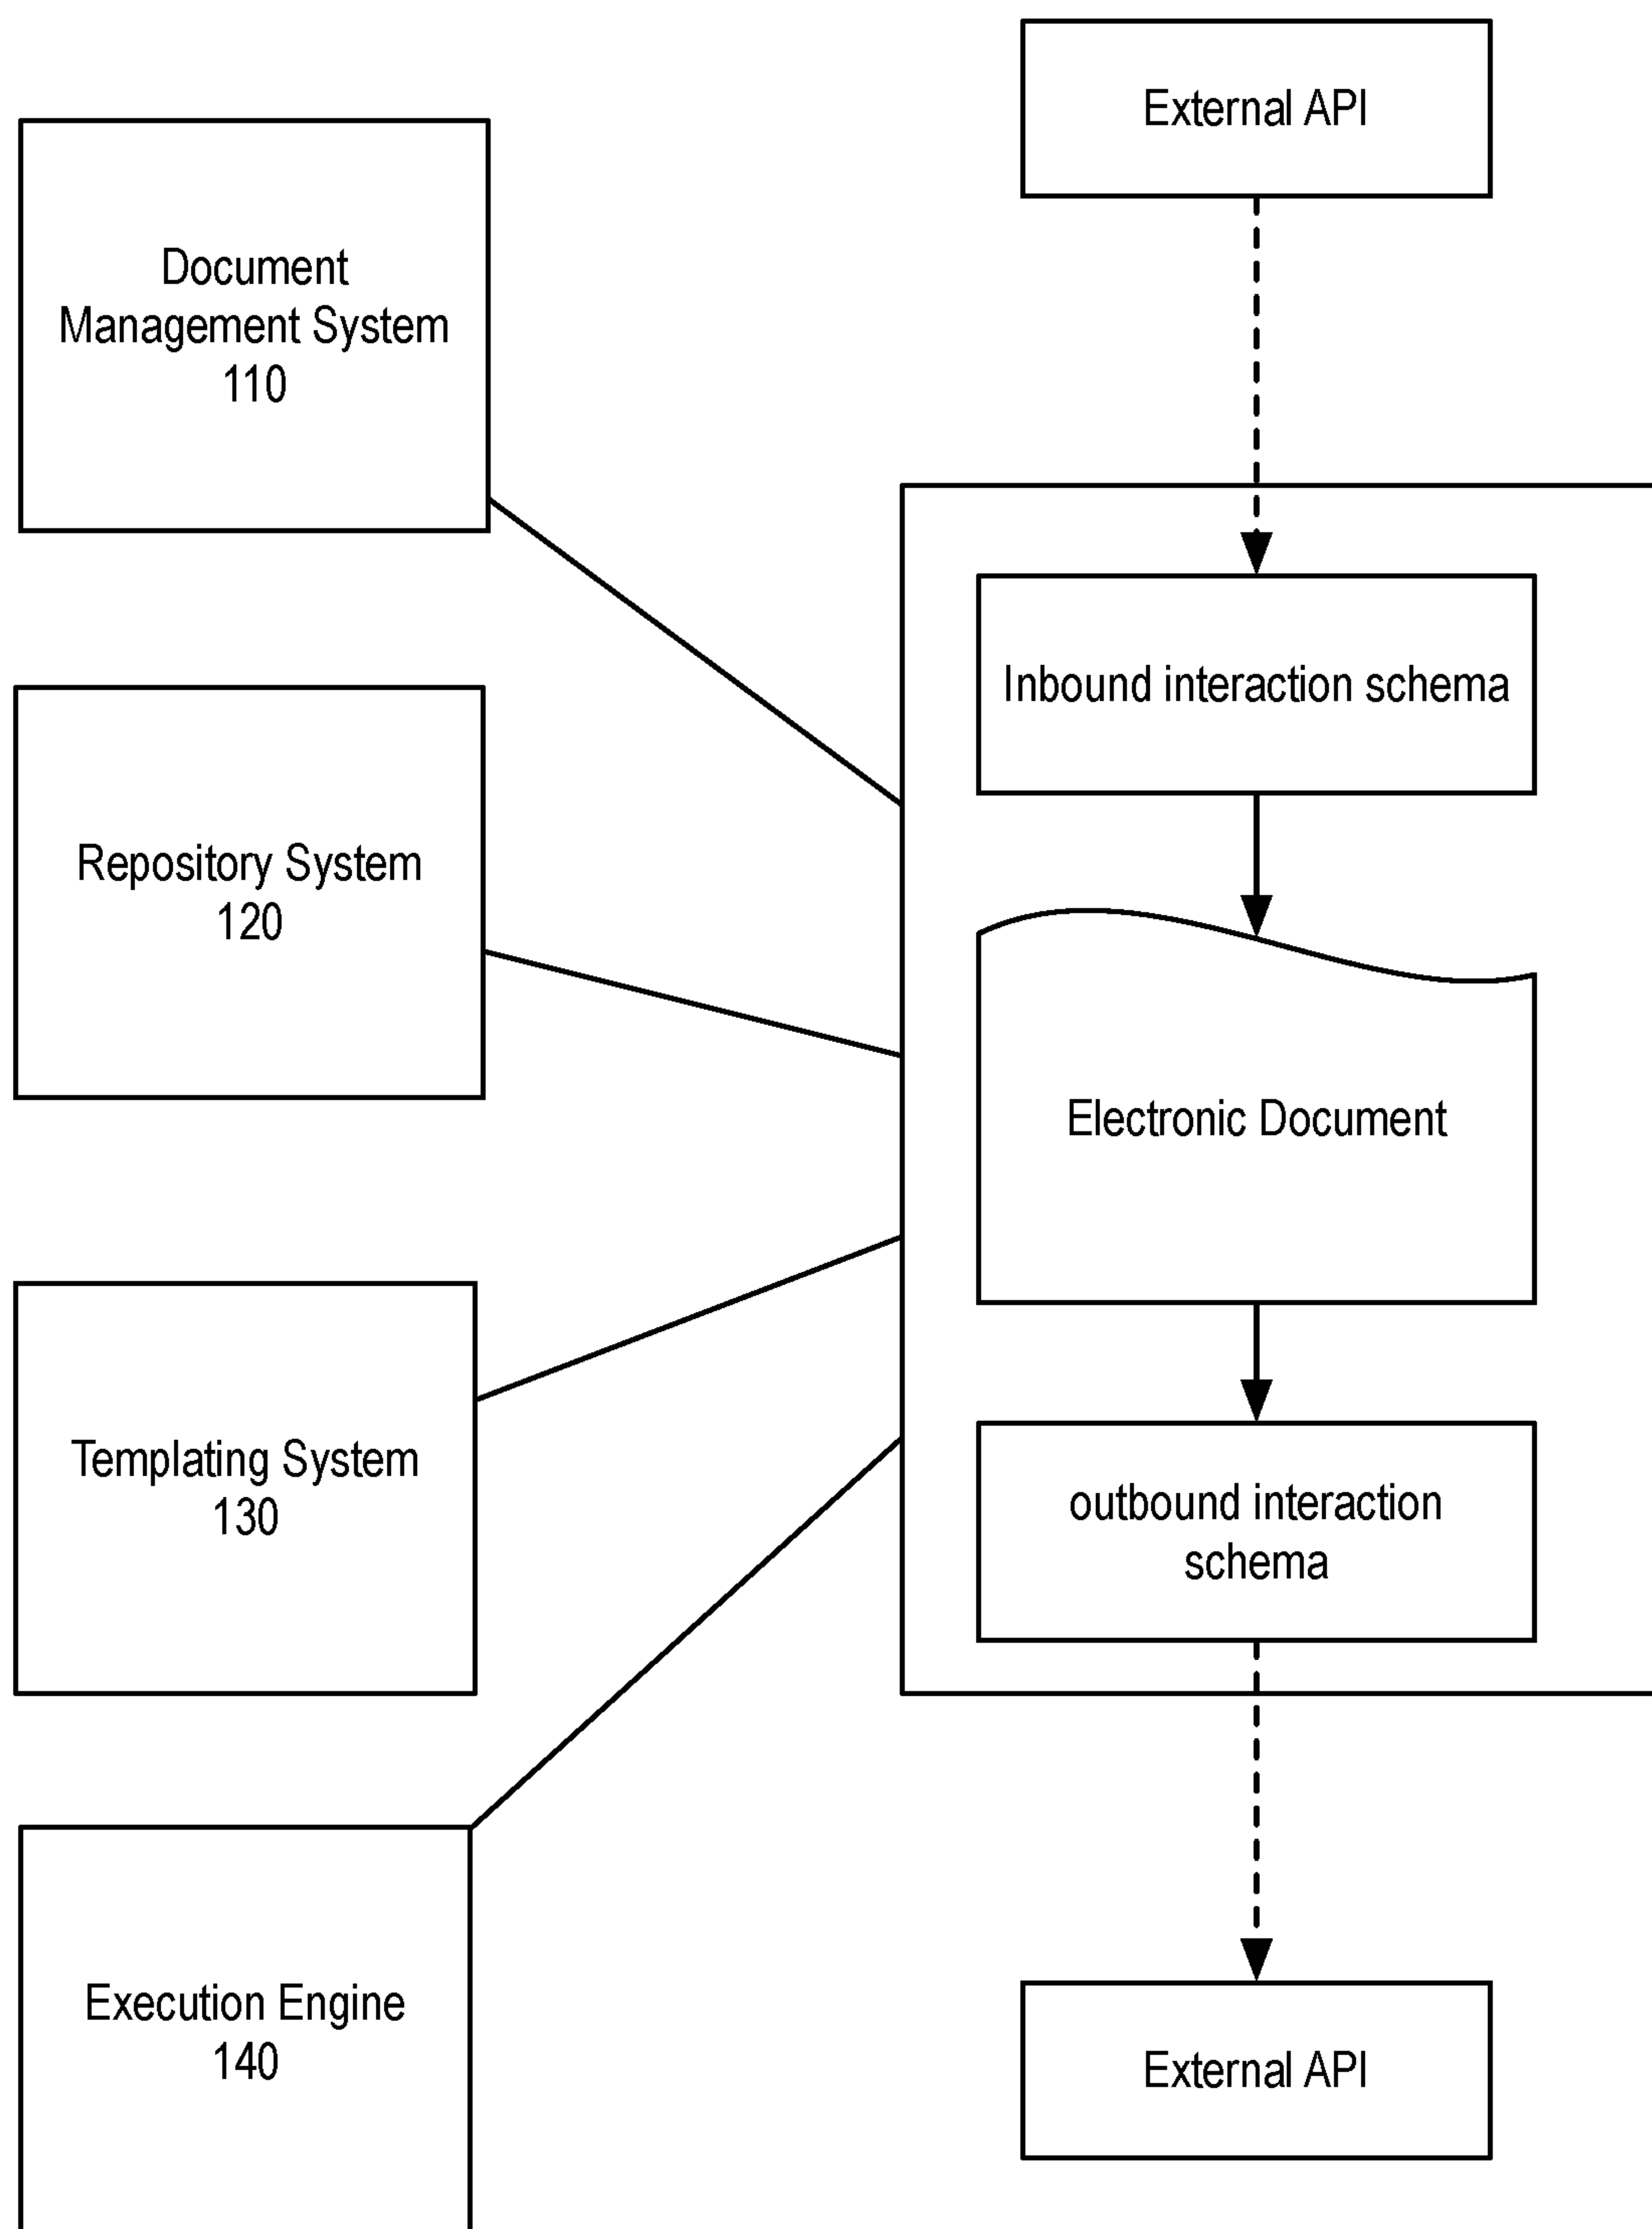 External API
Document
Management System
110
Inbound interaction schema
Repository System
120
Electronic Document
Templating System
130
outbound interaction
schema
Execution Engine
140
External API